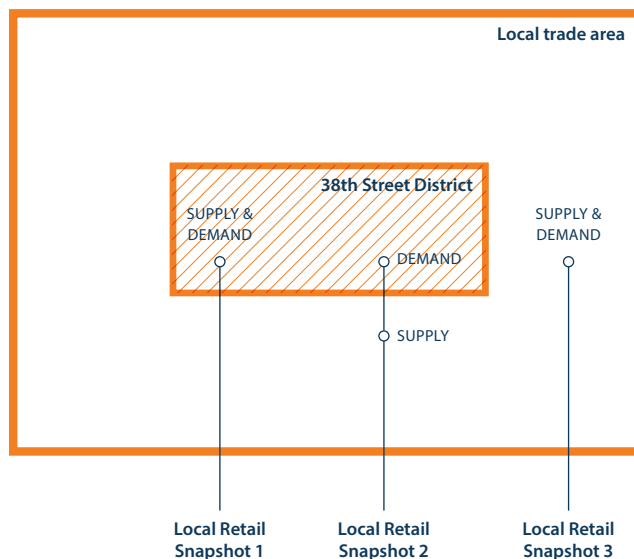 Local trade area
38th Street District
SUPPLY &
DEMAND
DEMAND
SUPPLY
SUPPLY &
DEMAND
Local Retail
Snapshot 1
Local Retail
Snapshot 2
Local Retail
Snapshot 3